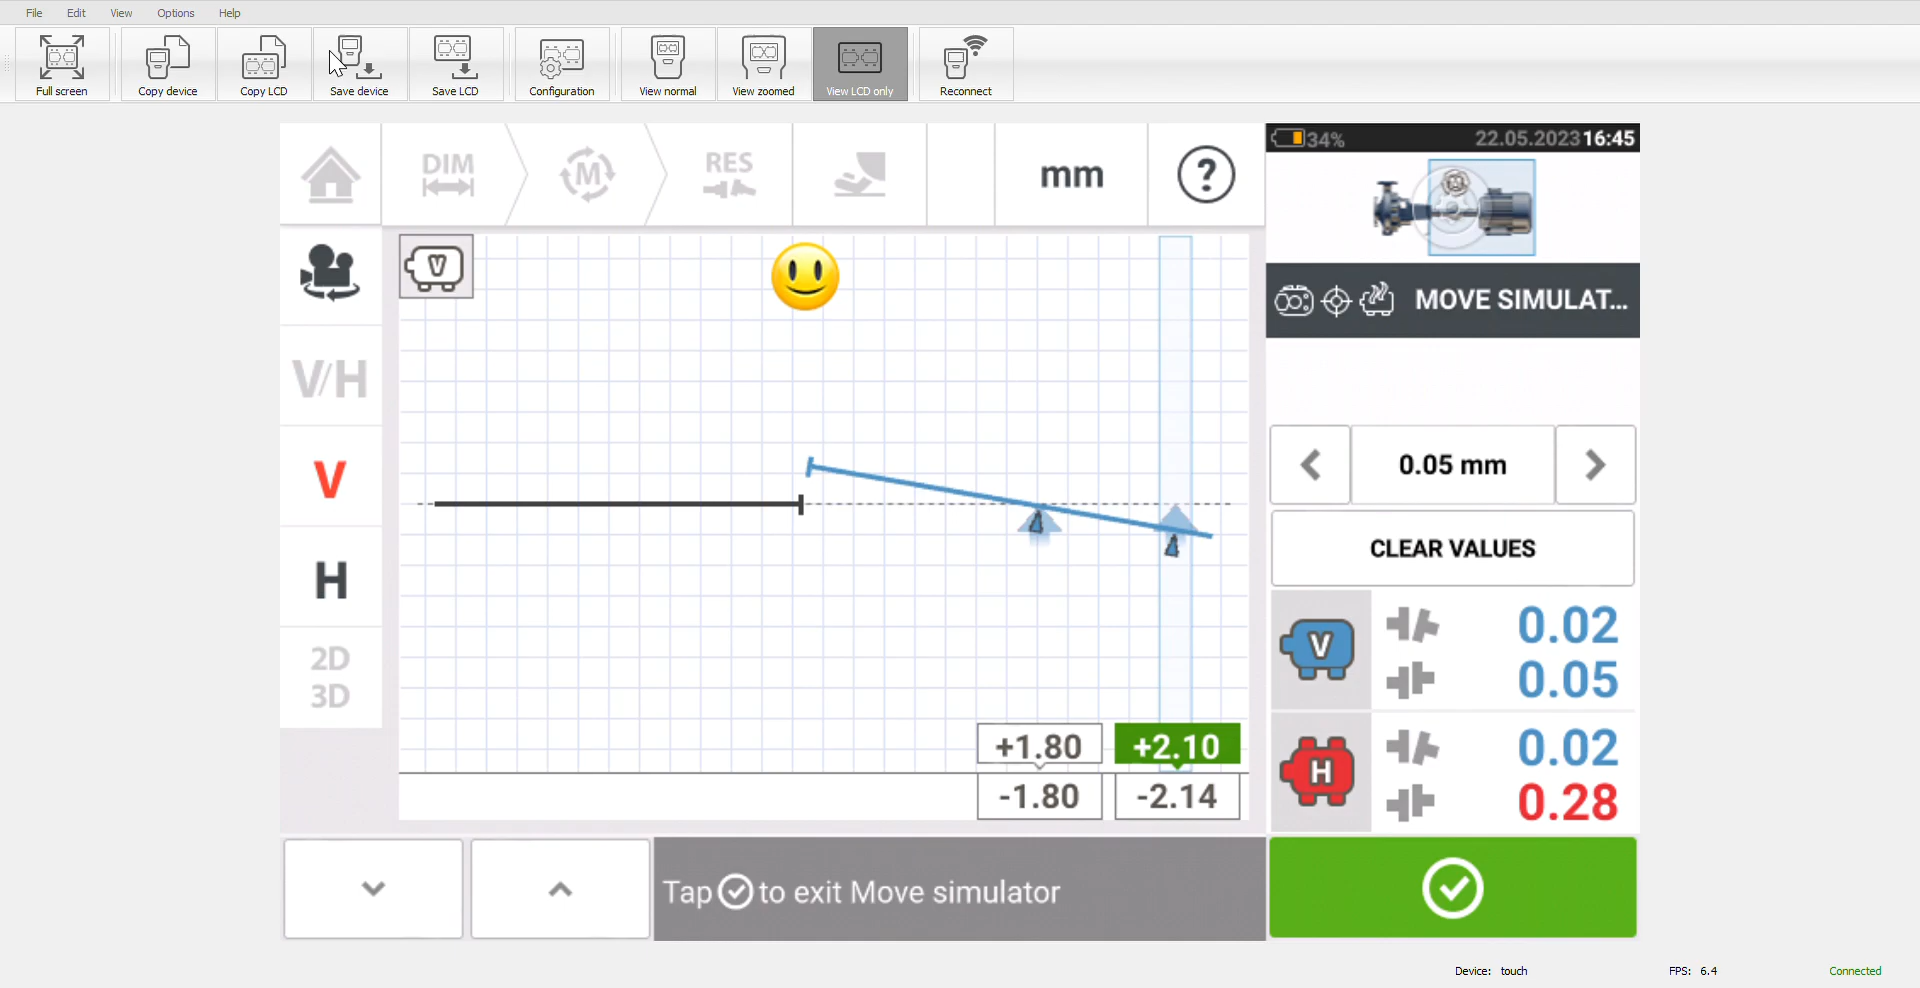 File Edit View Options Help
Full screen Copy device Copy LCD Save device Save LCD Configuration View normal View zoomed View LCD only Reconnect
DIM M RES mm ?
34% 22.05.2023 16:45
MOVE SIMULAT...
V
V/H
V
H
2D
3D
0.05 mm
CLEAR VALUES
V 0.02
0.05
H 0.02
0.28
+1.80 +2.10
-1.80 -2.14
Tap to exit Move simulator
Device: touch FPS: 6.4 Connected